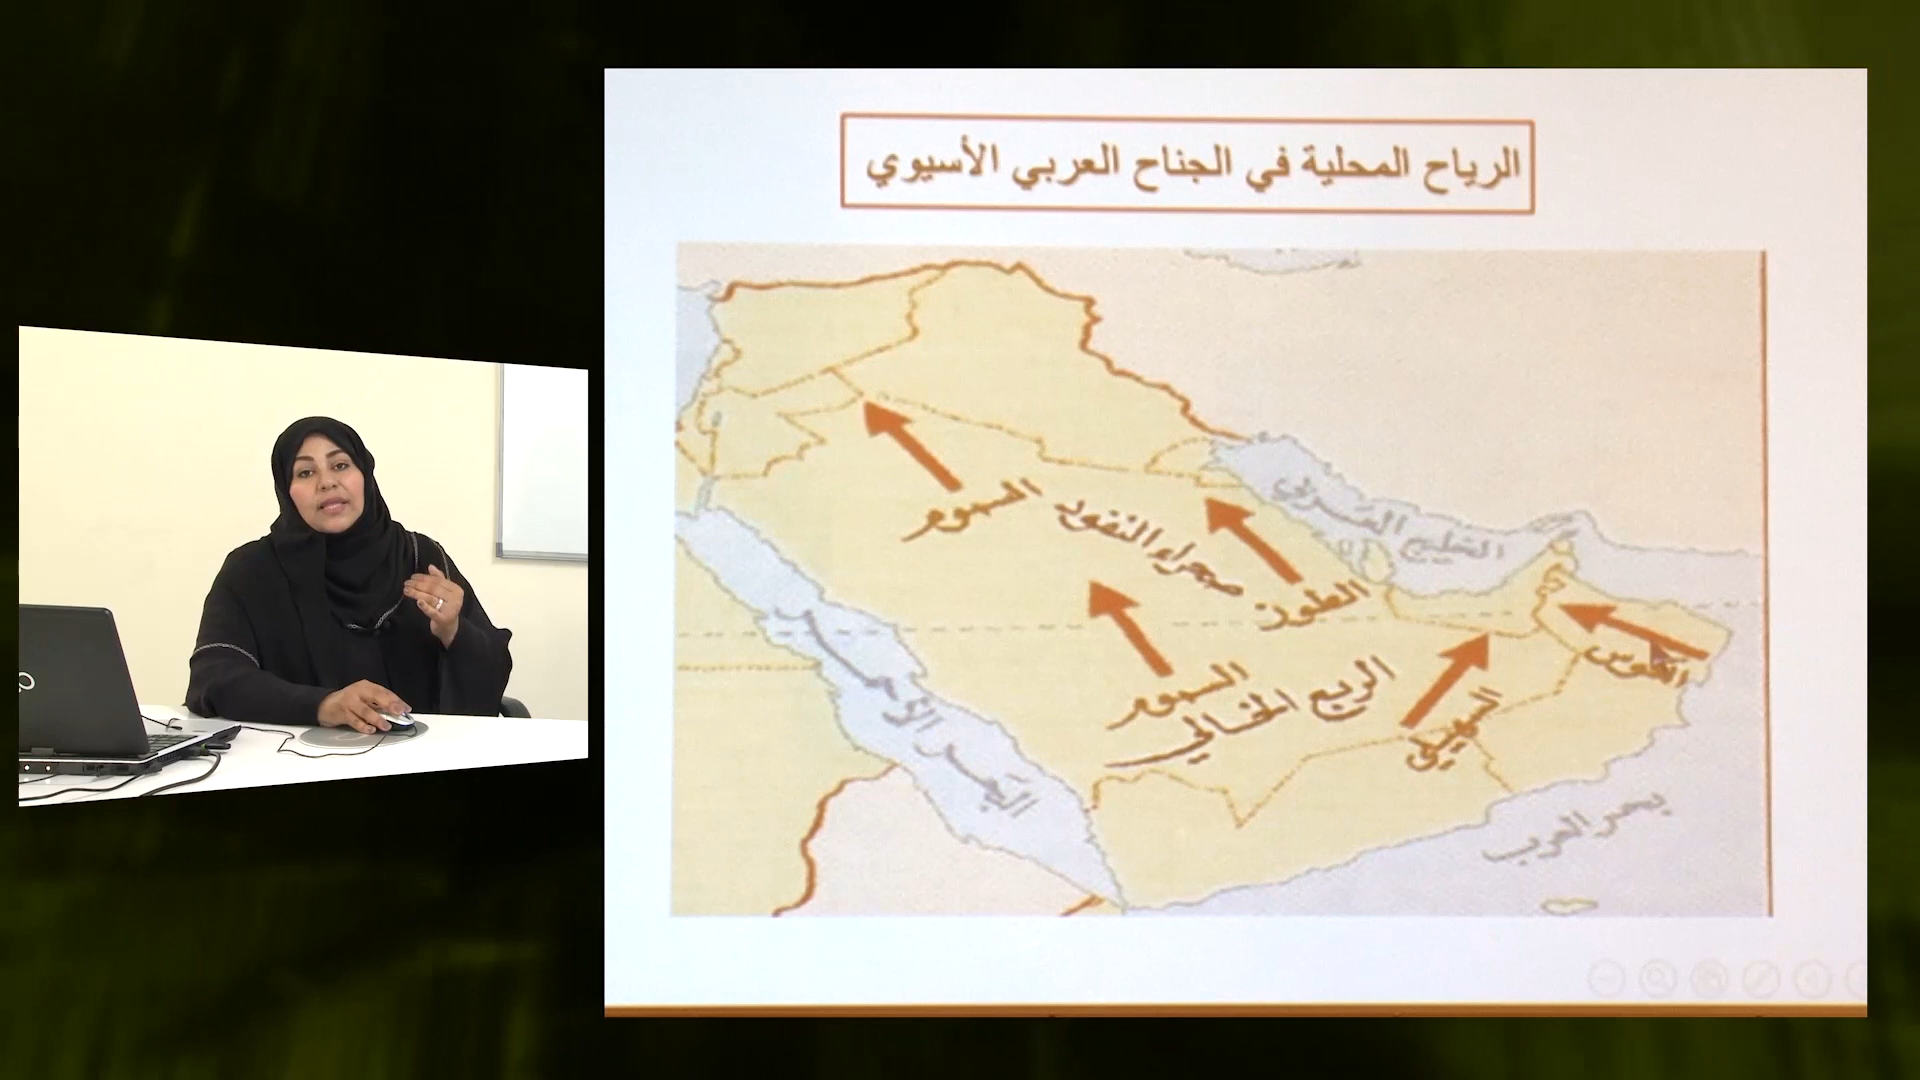 الرياح المحلية في الجناح العربي الأسيوي
السموم
صحراء النفود
الخليج العربي
الطوز
القوس
السموم
الربع الخالي
البحر الأحمر
بحر العرب